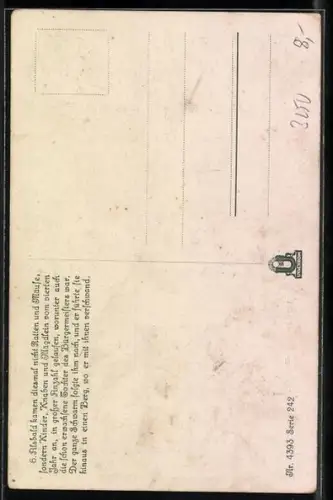 6. Alsbald kamen diesmal nicht Ratten und Mäuse,
sondern Kinder, Knaben und Mägdlein vom vierten
Jahr an, in großer Anzahl gelaufen, worunter auch
die schon erwachsene Tochter des Bürgermeisters war.
Der ganze Schwarm folgte ihm nach, und er führte sie
hinaus in einen Berg, wo er mit ihnen verschwand.
Nr. 4393 Serie 242
3250
8,-